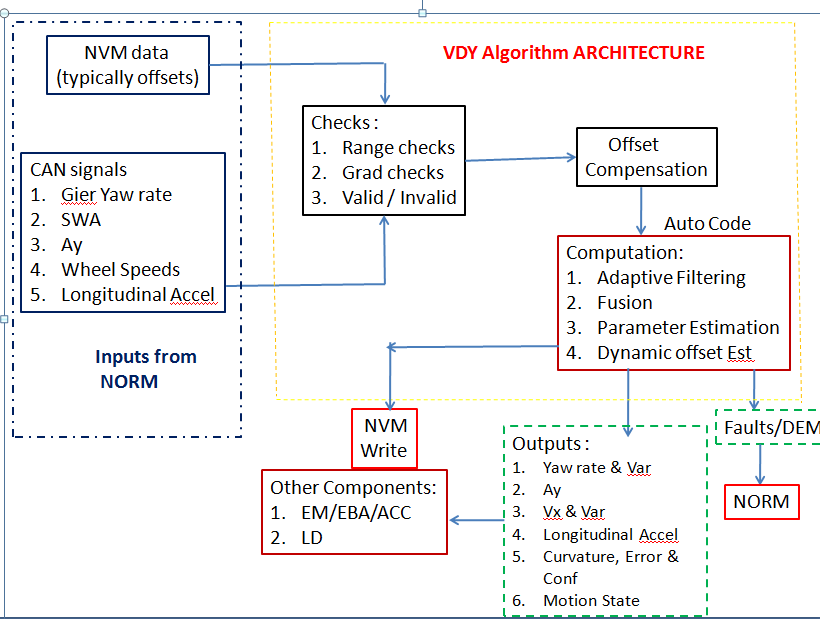 VDY Algorithm ARCHITECTURE
NVM data
(typically offsets)
CAN signals
1. Gier Yaw rate
2. SWA
3. Ay
4. Wheel Speeds
5. Longitudinal Accel
Inputs from
NORM
Checks :
1. Range checks
2. Grad checks
3. Valid / Invalid
Offset
Compensation
Auto Code
Computation:
1. Adaptive Filtering
2. Fusion
3. Parameter Estimation
4. Dynamic offset Est
NVM
Write
Other Components:
1. EM/EBA/ACC
2. LD
Outputs :
1. Yaw rate & Var
2. Ay
3. Vx & Var
4. Longitudinal Accel
5. Curvature, Error &
Conf
6. Motion State
Faults/DEM
NORM